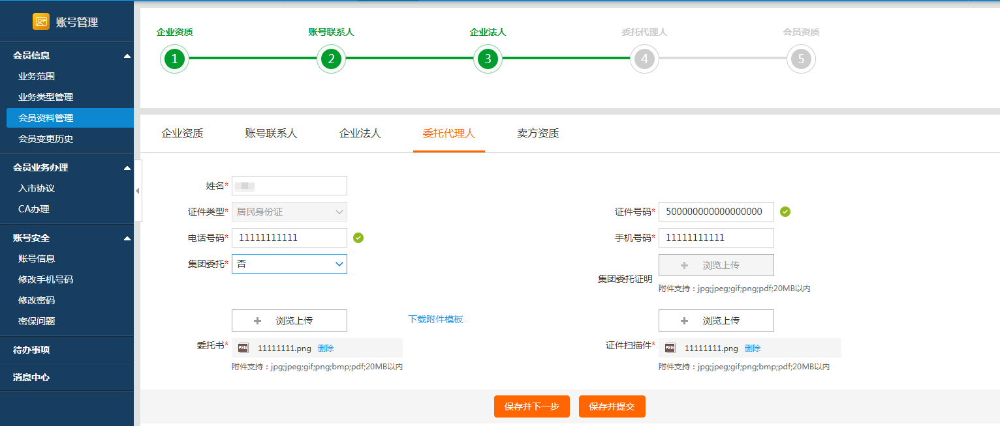 账号管理
会员信息
业务范围
业务类型管理
会员资料管理
会员变更历史
会员业务办理
入市协议
CA办理
账号安全
账号信息
修改手机号码
修改密码
密保问题
待办事项
消息中心
企业资质 账号联系人 企业法人 委托代理人 会员资质
1 2 3 4 5
企业资质 账号联系人 企业法人 委托代理人 卖方资质
姓名*
证件类型* 居民身份证 证件号码* 500000000000000000
电话号码* 11111111111 手机号码* 11111111111
集团委托* 否 集团委托证明 + 浏览上传
附件支持：jpg;jpeg;gif;png;pdf;20MB以内
+ 浏览上传 下载附件模板 + 浏览上传
委托书* PNG 11111111.png 删除 证件扫描件* PNG 11111111.png 删除
附件支持：jpg;jpeg;gif;png;bmp;pdf;20MB以内 附件支持：jpg;jpeg;gif;png;bmp;pdf;20MB以内
保存并下一步 保存并提交